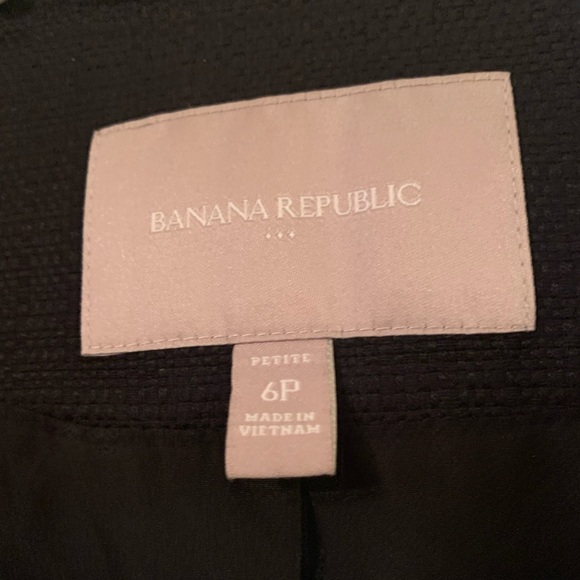 BANANA REPUBLIC
PETITE
6P
MADE IN
VIETNAM